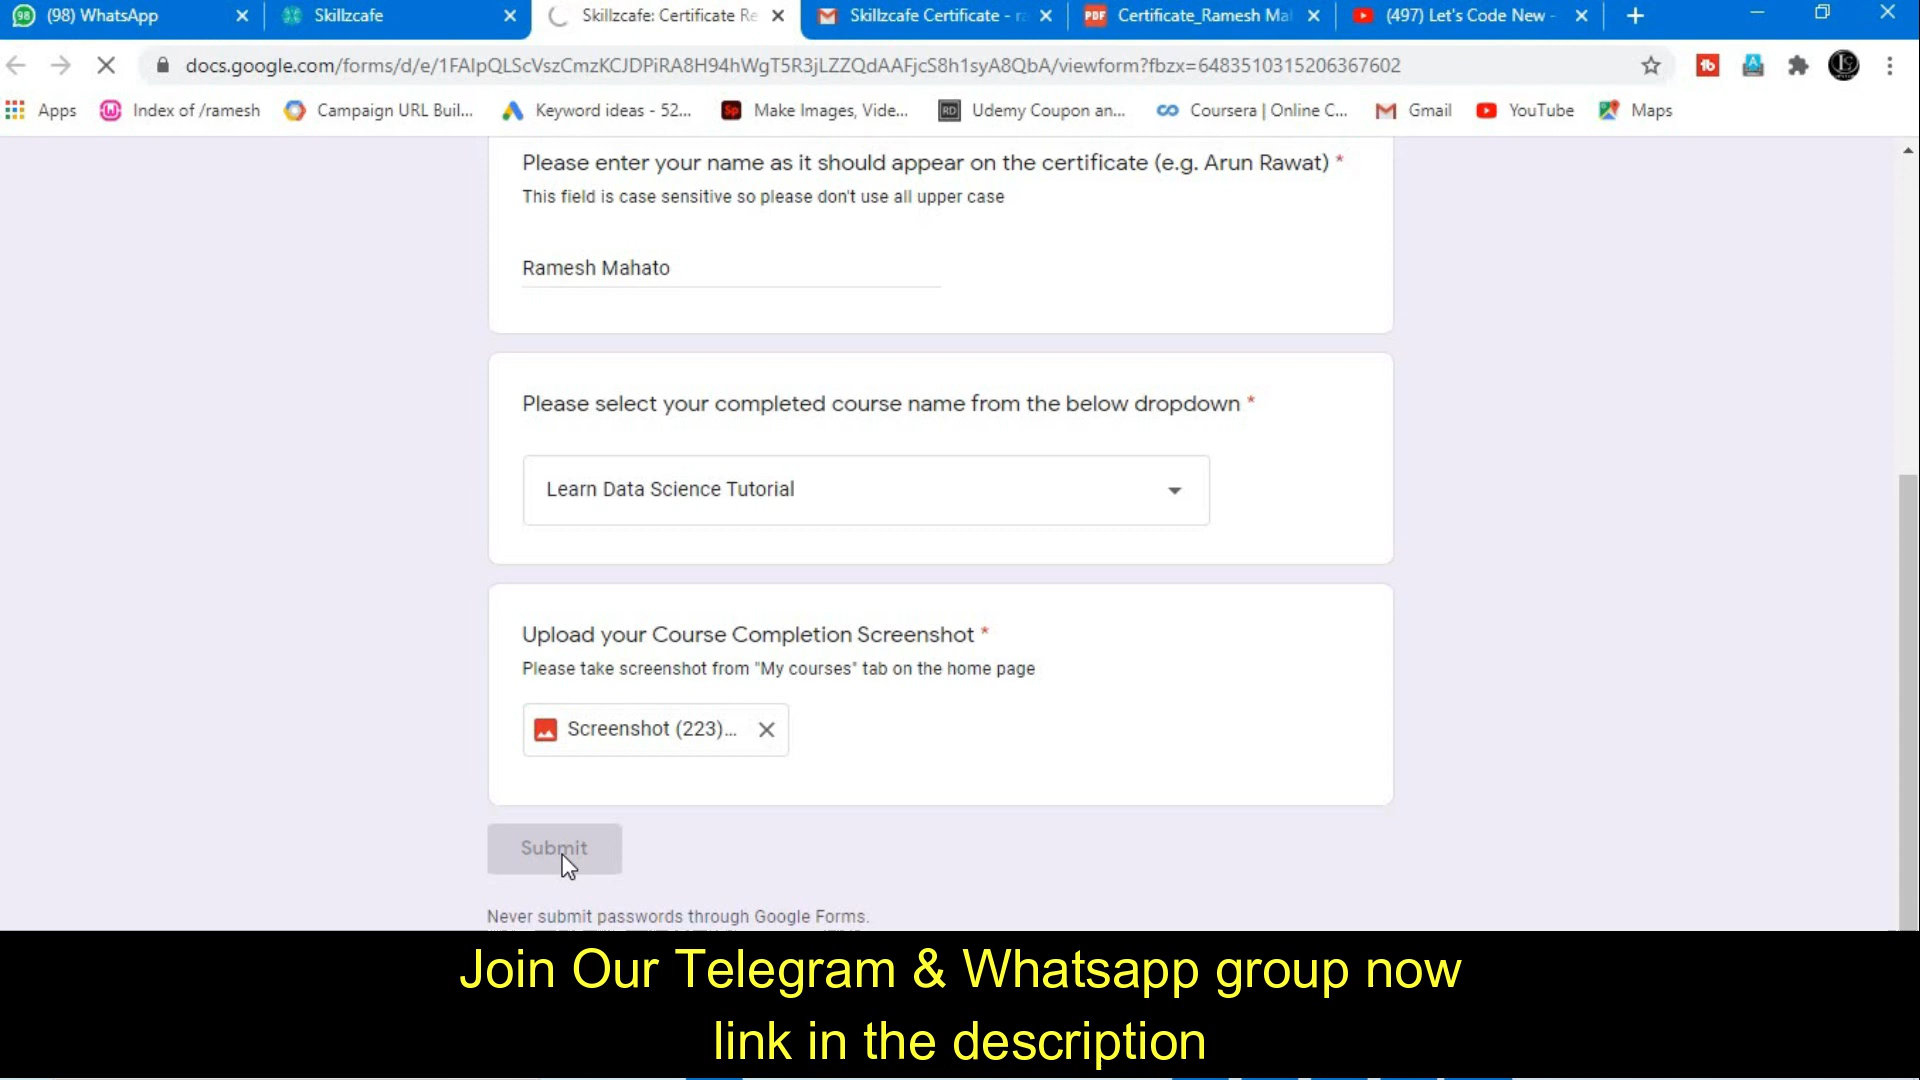 (98) WhatsApp
Skillzcafe
Skillzcafe: Certificate Re
Skillzcafe Certificate - r
Certificate_Ramesh Ma
(497) Let's Code New -
docs.google.com/forms/d/e/1FAIpQLScVszCmzKCJDPiRA8H94hWgT5R3jLZZQdAAFjcS8h1syA8QbA/viewform?fbzx=6483510315206367602
Apps
Index of /ramesh
Campaign URL Buil...
Keyword ideas - 52...
Make Images, Vide...
Udemy Coupon an...
Coursera | Online C...
Gmail
YouTube
Maps
Please enter your name as it should appear on the certificate (e.g. Arun Rawat) *
This field is case sensitive so please don't use all upper case
Ramesh Mahato
Please select your completed course name from the below dropdown *
Learn Data Science Tutorial
Upload your Course Completion Screenshot *
Please take screenshot from "My courses" tab on the home page
Screenshot (223)...
Submit
Never submit passwords through Google Forms.
Join Our Telegram & Whatsapp group now
link in the description